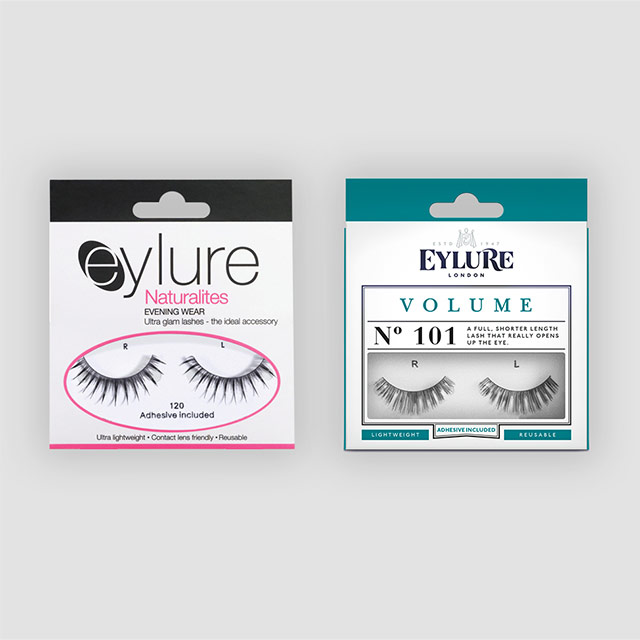 eylure
Naturalites
EVENING WEAR
Ultra glam lashes - the ideal accessory
R L
120
Adhesive included
Ultra lightweight • Contact lens friendly • Reusable
ESTD 1947
EYLURE
LONDON
VOLUME
Nº 101
A FULL, SHORTER LENGTH
LASH THAT REALLY OPENS
UP THE EYE.
R L
LIGHTWEIGHT
ADHESIVE INCLUDED
REUSABLE